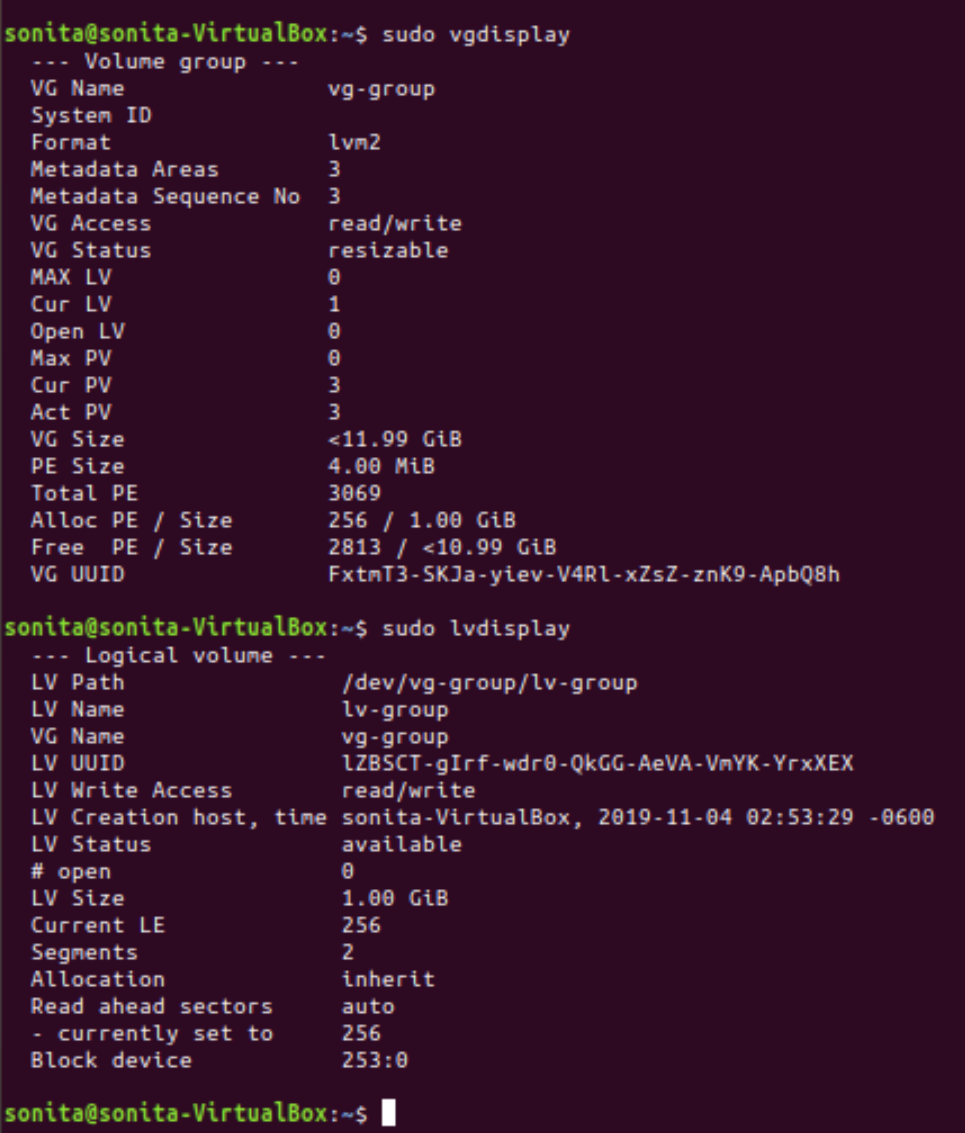 sonita@sonita-VirtualBox:~$ sudo vgdisplay
--- Volume group ---
VG Name vg-group
System ID
Format lvm2
Metadata Areas 3
Metadata Sequence No 3
VG Access read/write
VG Status resizable
MAX LV 0
Cur LV 1
Open LV 0
Max PV 0
Cur PV 3
Act PV 3
VG Size <11.99 GiB
PE Size 4.00 MiB
Total PE 3069
Alloc PE / Size 256 / 1.00 GiB
Free PE / Size 2813 / <10.99 GiB
VG UUID FxtmT3-SKJa-yiev-V4Rl-xZsZ-znK9-ApbQ8h
sonita@sonita-VirtualBox:~$ sudo lvdisplay
--- Logical volume ---
LV Path /dev/vg-group/lv-group
LV Name lv-group
VG Name vg-group
LV UUID lZBSCT-gIrf-wdr0-QkGG-AeVA-VmYK-YrxXEX
LV Write Access read/write
LV Creation host, time sonita-VirtualBox, 2019-11-04 02:53:29 -0600
LV Status available
# open 0
LV Size 1.00 GiB
Current LE 256
Segments 2
Allocation inherit
Read ahead sectors auto
- currently set to 256
Block device 253:0
sonita@sonita-VirtualBox:~$